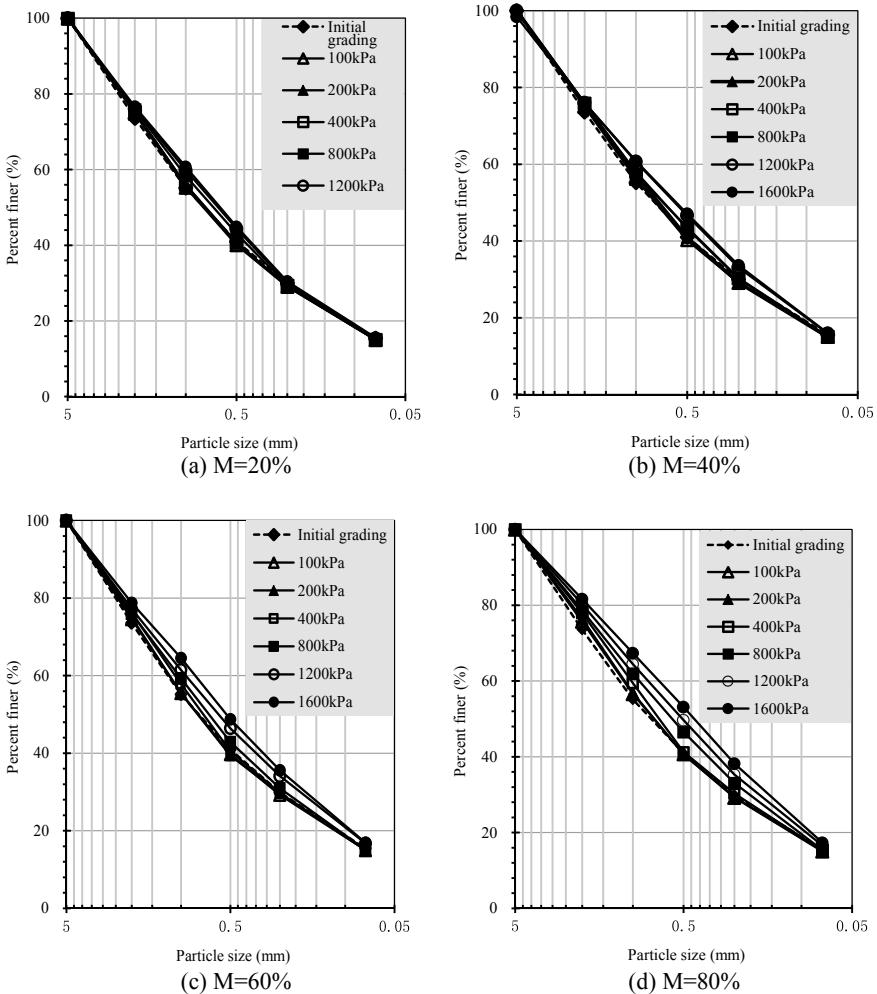 100
80
60
40
20
0
Percent finer (%)
5
0. 5
0. 05
Particle size (mm)
Initial
grading
100kPa
200kPa
400kPa
800kPa
1200kPa
(a) M=20%
100
80
60
40
20
0
Percent finer (%)
5
0. 5
0. 05
Particle size (mm)
Initial grading
100kPa
200kPa
400kPa
800kPa
1200kPa
1600kPa
(b) M=40%
100
80
60
40
20
0
Percent finer (%)
5
0. 5
0. 05
Particle size (mm)
Initial grading
100kPa
200kPa
400kPa
800kPa
1200kPa
1600kPa
(c) M=60%
100
80
60
40
20
0
Percent finer (%)
5
0. 5
0. 05
Particle size (mm)
Initial grading
100kPa
200kPa
400kPa
800kPa
1200kPa
1600kPa
(d) M=80%